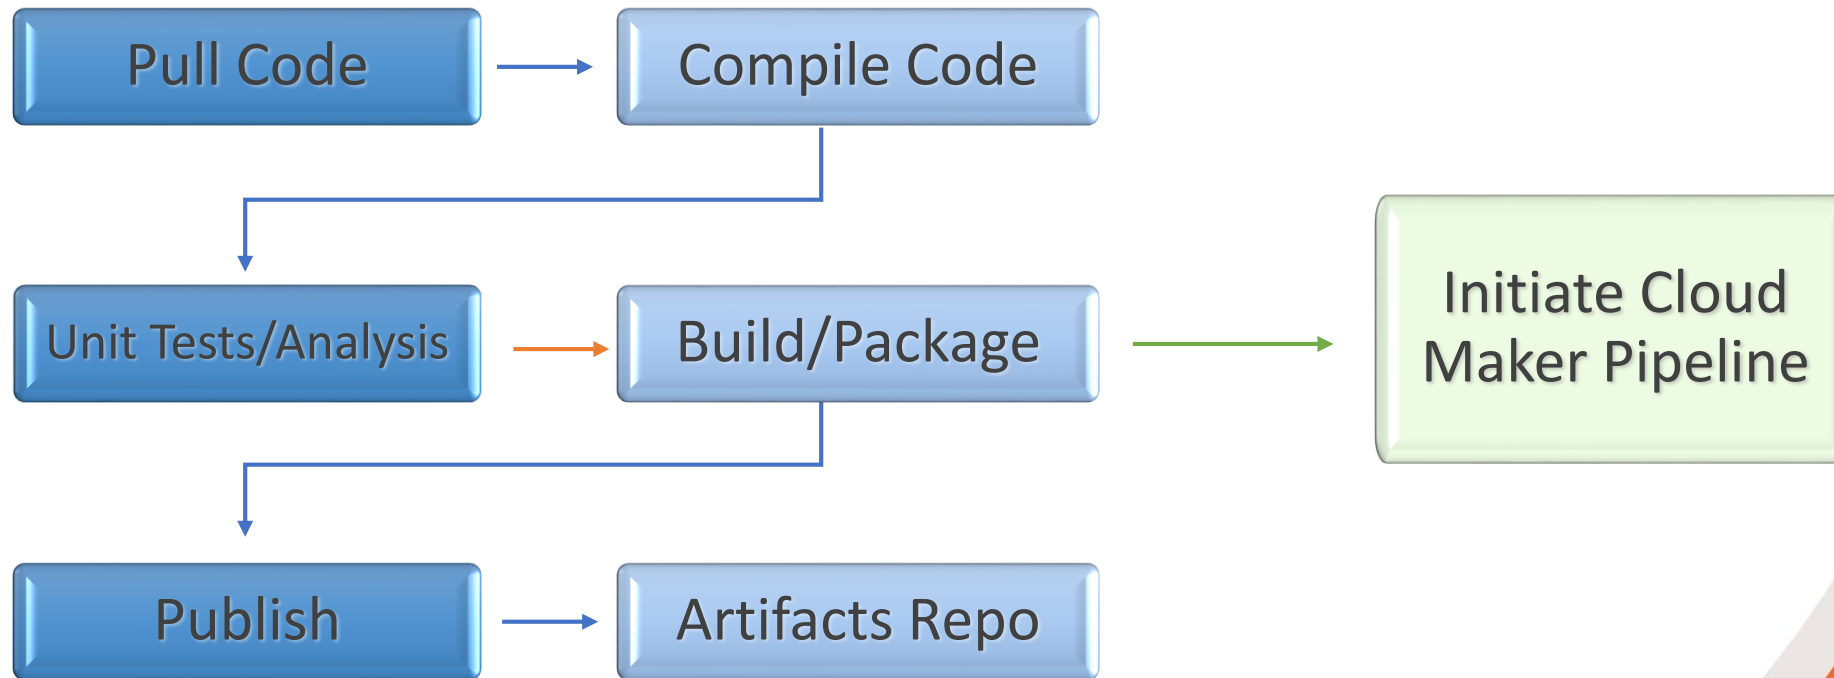 Pull Code
Compile Code
Unit Tests/Analysis
Build/Package
Initiate Cloud
Maker Pipeline
Publish
Artifacts Repo